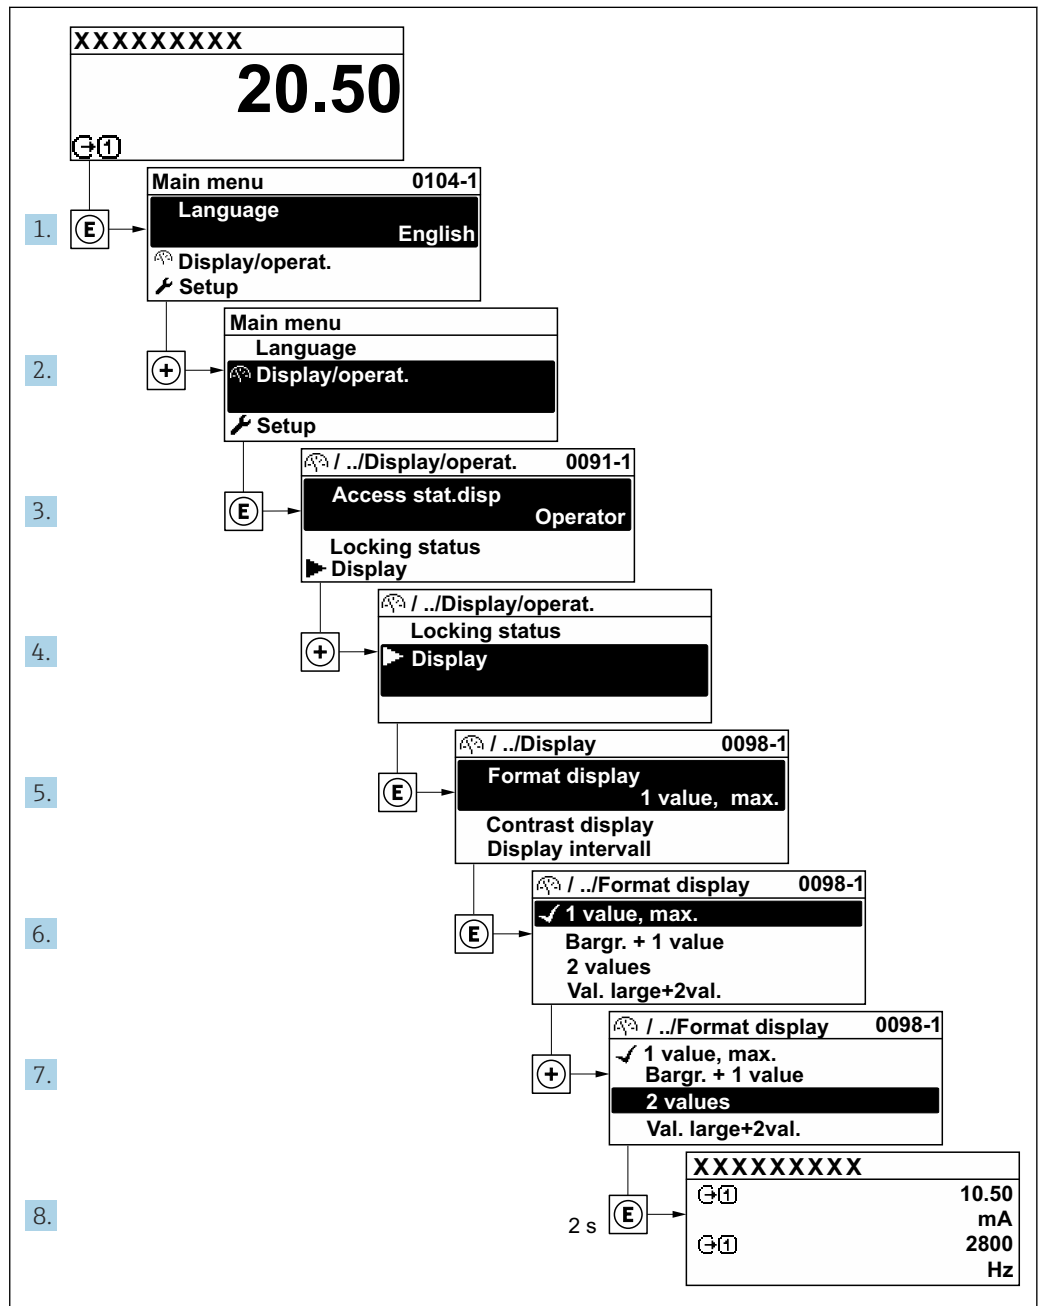 XXXXXXXXX
20.50
1
1.
E
Main menu 0104-1
Language
English
Display/operat.
Setup
2.
+
Main menu
Language
Display/operat.
Setup
3.
E
/ ../Display/operat. 0091-1
Access stat.disp
Operator
Locking status
Display
4.
+
/ ../Display/operat.
Locking status
Display
5.
E
/ ../Display 0098-1
Format display
1 value, max.
Contrast display
Display intervall
6.
E
/ ../Format display 0098-1
1 value, max.
Bargr. + 1 value
2 values
Val. large+2val.
7.
+
/ ../Format display 0098-1
1 value, max.
Bargr. + 1 value
2 values
Val. large+2val.
8.
2 s
E
XXXXXXXXX
1 10.50
mA
1 2800
Hz